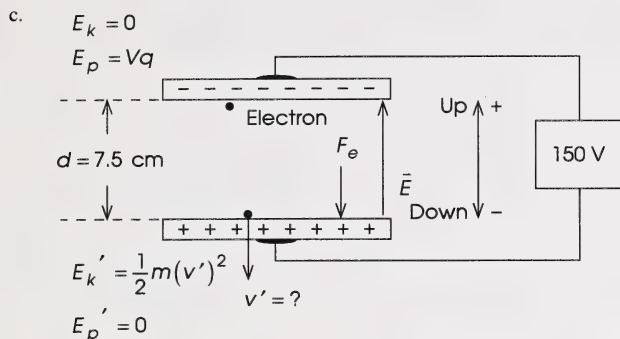 c.
E_k = 0
E_p = Vq
− − − − − − − −
Electron
Up +
F_e
d = 7.5 cm
150 V
E⃗
Down −
+ + + + + + + +
E_k' = 1/2 m(v')²
v' = ?
E_p' = 0